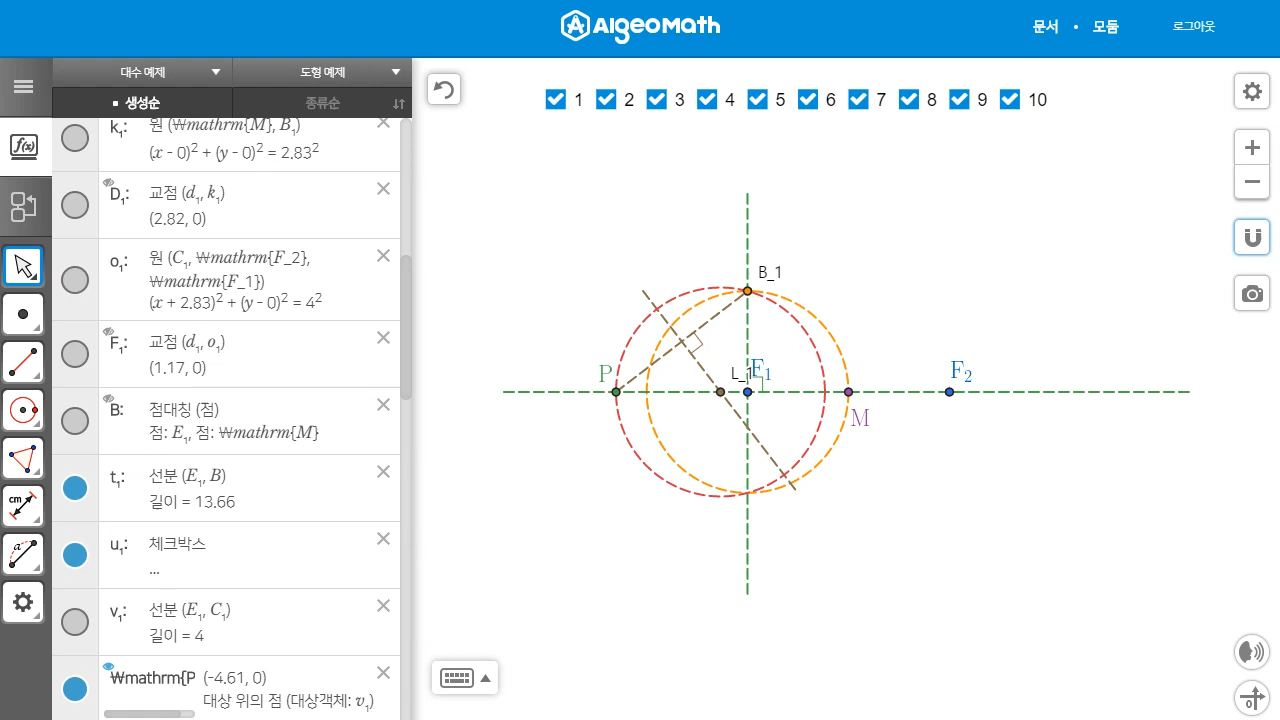 AlgeoMath
문서 • 모둠
로그아웃
대수 예제 ▼
도형 예제 ▼
▪ 생성순
종류순
1 2 3 4 5 6 7 8 9 10
k₁: 원 (₩mathrm{M}, B₁)
(x - 0)² + (y - 0)² = 2.83²
D₁: 교점 (d₁, k₁)
(2.82, 0)
o₁: 원 (C₁, ₩mathrm{F_2},
₩mathrm{F_1})
(x + 2.83)² + (y - 0)² = 4²
F₁: 교점 (d₁, o₁)
(1.17, 0)
B: 점대칭 (점)
점: E₁, 점: ₩mathrm{M}
t₁: 선분 (E₁, B)
길이 = 13.66
u₁: 체크박스
...
v₁: 선분 (E₁, C₁)
길이 = 4
₩mathrm{P (-4.61, 0)
대상 위의 점 (대상객체: v₁)
f(x)
cm
a
B_1
P
L_1
F₁
F₂
M
0